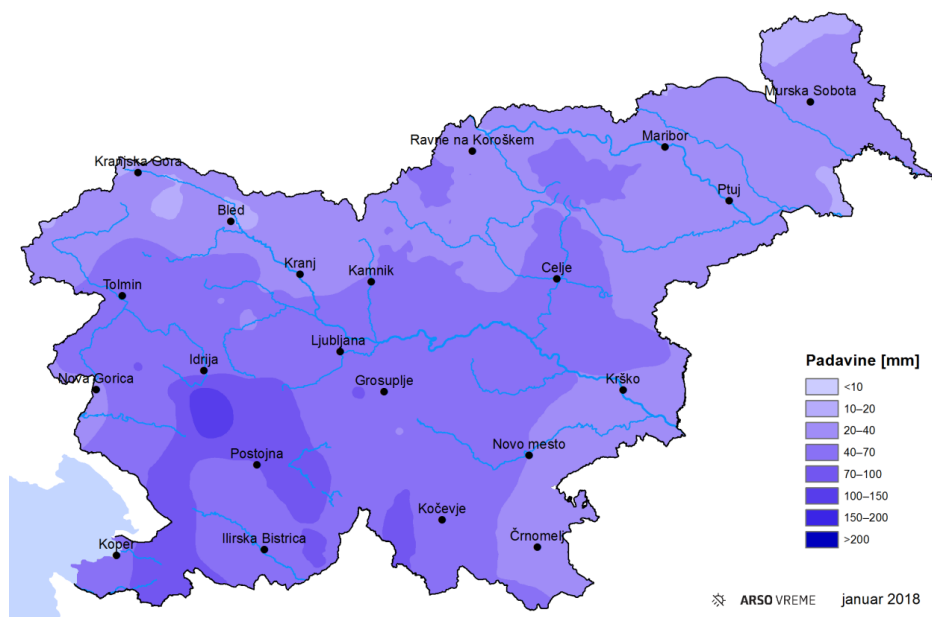 Murska Sobota
Ravne na Koroškem
Maribor
Kranjska Gora
Ptuj
Bled
Kranj
Kamnik
Celje
Tolmin
Ljubljana
Idrija
Nova Gorica
Grosuplje
Krško
Novo mesto
Postojna
Kočevje
Koper
Ilirska Bistrica
Črnomelj
Padavine [mm]
<10
10–20
20–40
40–70
70–100
100–150
150–200
>200
ARSO VREME januar 2018